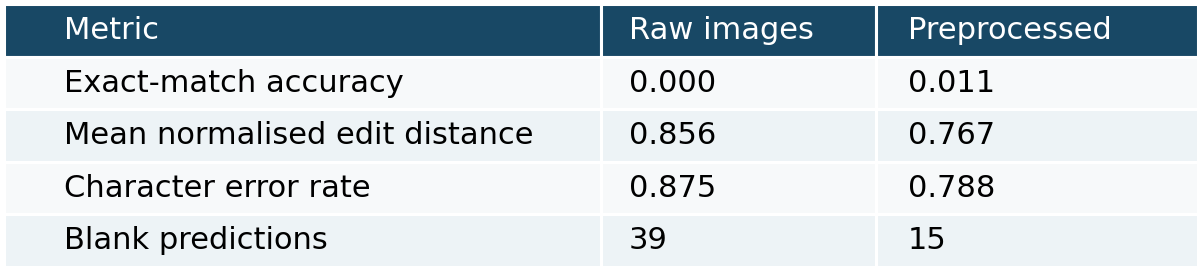 Metric Raw images Preprocessed
Exact-match accuracy 0.000 0.011
Mean normalised edit distance 0.856 0.767
Character error rate 0.875 0.788
Blank predictions 39 15